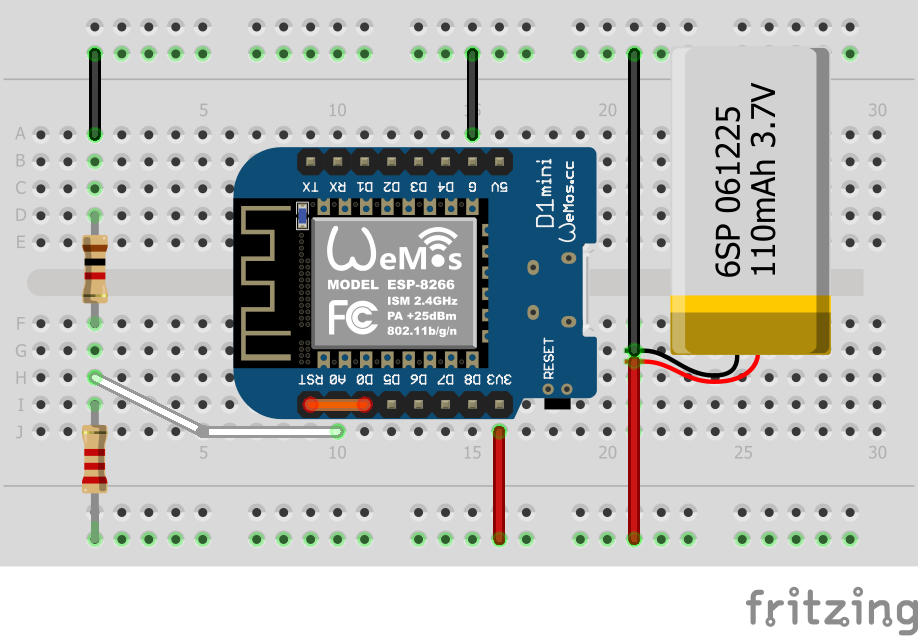 5 10 15 20 25 30
A
B
C
D
E
F
G
H
I
J
TX RX D1 D2 D3 D4 G 5V
D1mini
WeMos.cc
WeMos
MODEL ESP-8266
ISM 2.4GHz
PA +25dBm
802.11b/g/n
FC
RESET
RST A0 D0 D5 D6 D7 D8 3V3
6SP 061225
110mAh 3.7V
5 10 15 20 25 30
fritzing